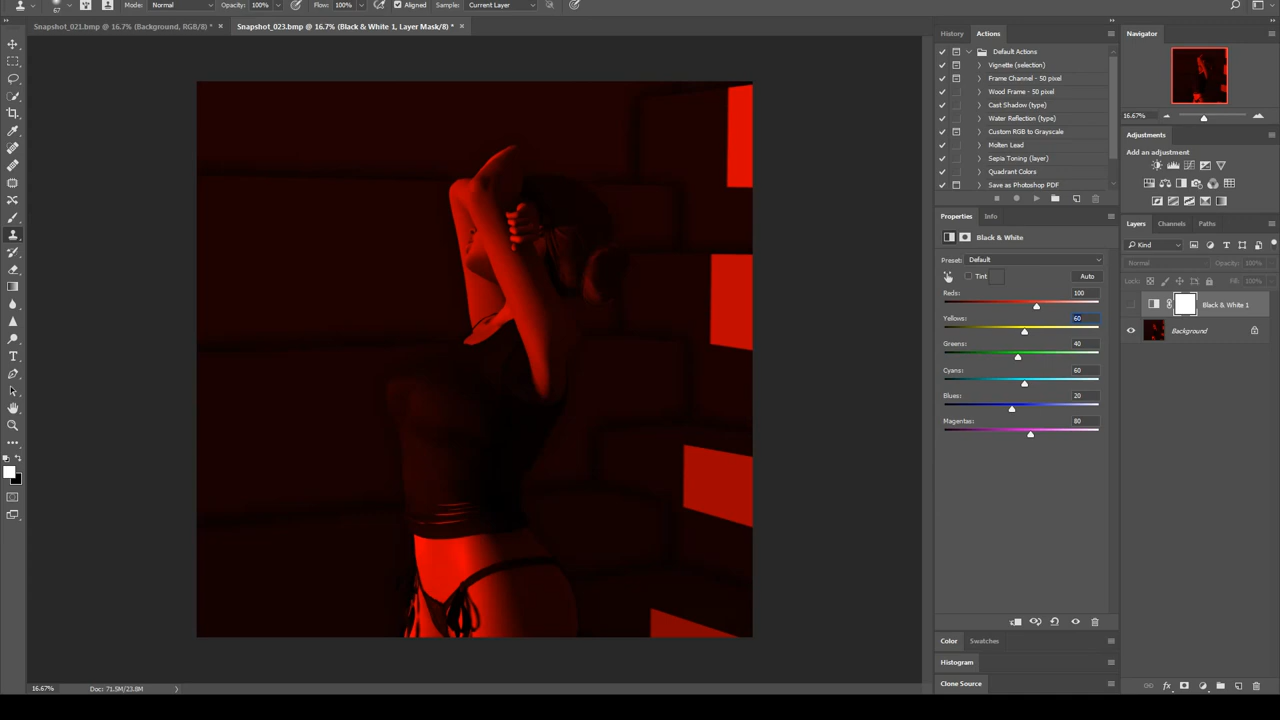 Mode: Normal Opacity: 100% Flow: 100% Aligned Sample: Current Layer
67
Snapshot_021.bmp @ 16.7% (Background, RGB/8) * ×
Snapshot_023.bmp @ 16.7% (Black & White 1, Layer Mask/8) * ×
History Actions
Default Actions
Vignette (selection)
Frame Channel - 50 pixel
Wood Frame - 50 pixel
Cast Shadow (type)
Water Reflection (type)
Custom RGB to Grayscale
Molten Lead
Sepia Toning (layer)
Quadrant Colors
Save as Photoshop PDF
Properties Info
Black & White
Preset: Default
Tint Auto
Reds: 100
Yellows: 60
Greens: 40
Cyans: 60
Blues: 20
Magentas: 80
Color Swatches
Histogram
Clone Source
Navigator
16.67%
Adjustments
Add an adjustment
Layers Channels Paths
Kind
Normal Opacity: 100%
Lock: Fill: 100%
Black & White 1
Background
16.67% Doc: 71.5M/23.8M